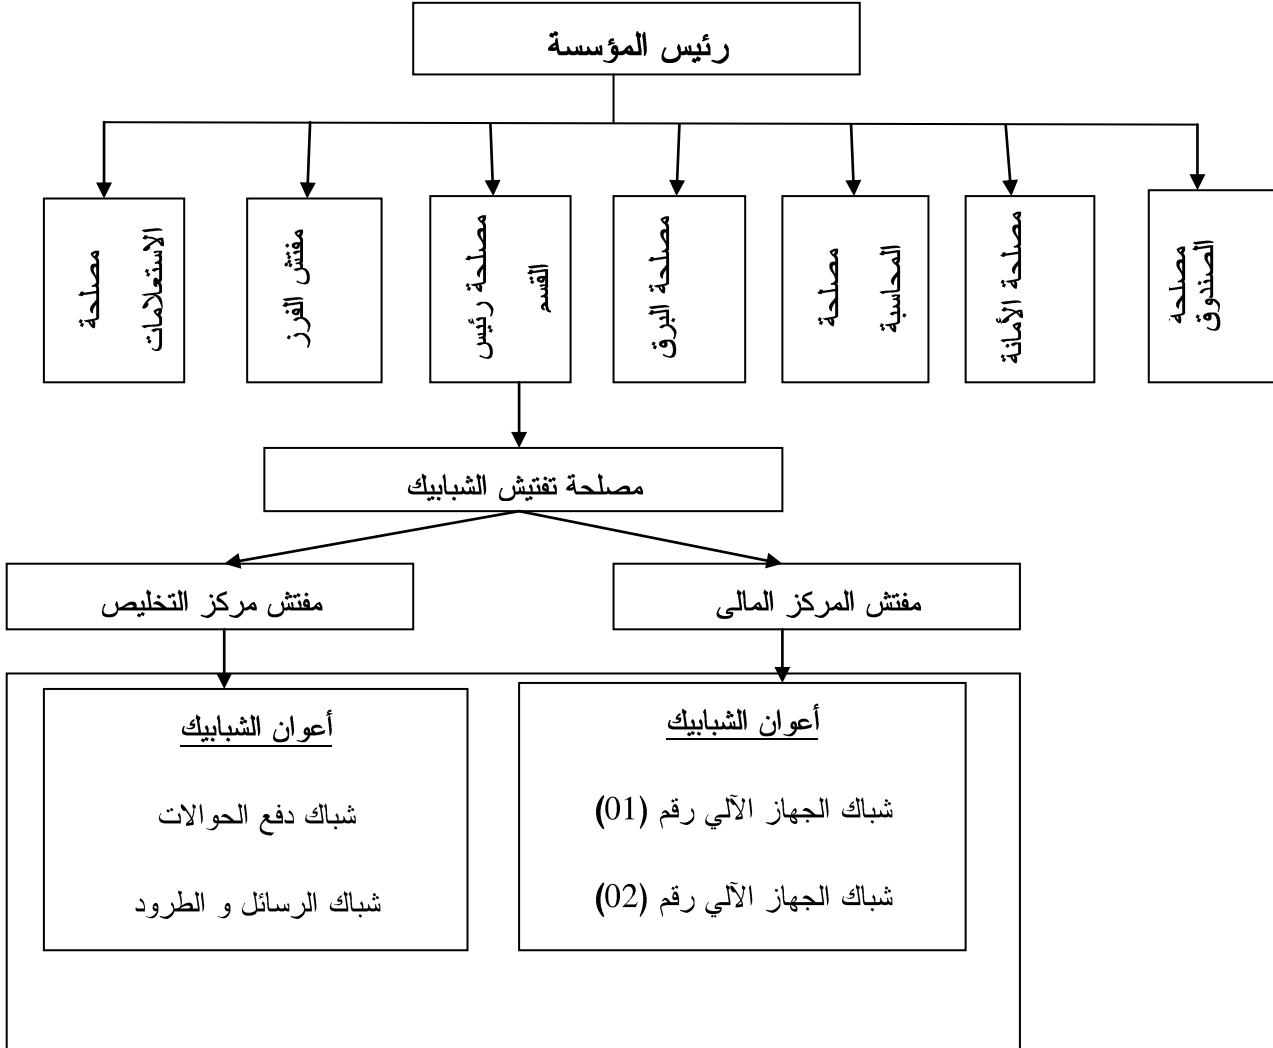 رئيس المؤسسة
مصلحة
الصندوق
مصلحة الأمانة
مصلحة
المحاسبة
مصلحة البرق
مصلحة رئيس
القسم
مفتش الفرز
مصلحة
الاستعلامات
مصلحة تفتيش الشبابيك
مفتش المركز المالى
مفتش مركز التخليص
أعوان الشبابيك
شباك الجهاز الآلي رقم (01)
شباك الجهاز الآلي رقم (02)
أعوان الشبابيك
شباك دفع الحوالات
شباك الرسائل و الطرود